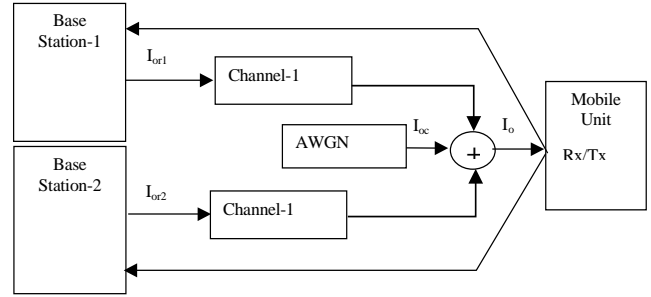 Base
Station-1
I_or1
Channel-1
AWGN
I_oc
+
I_o
Mobile
Unit
Rx/Tx
Base
Station-2
I_or2
Channel-1